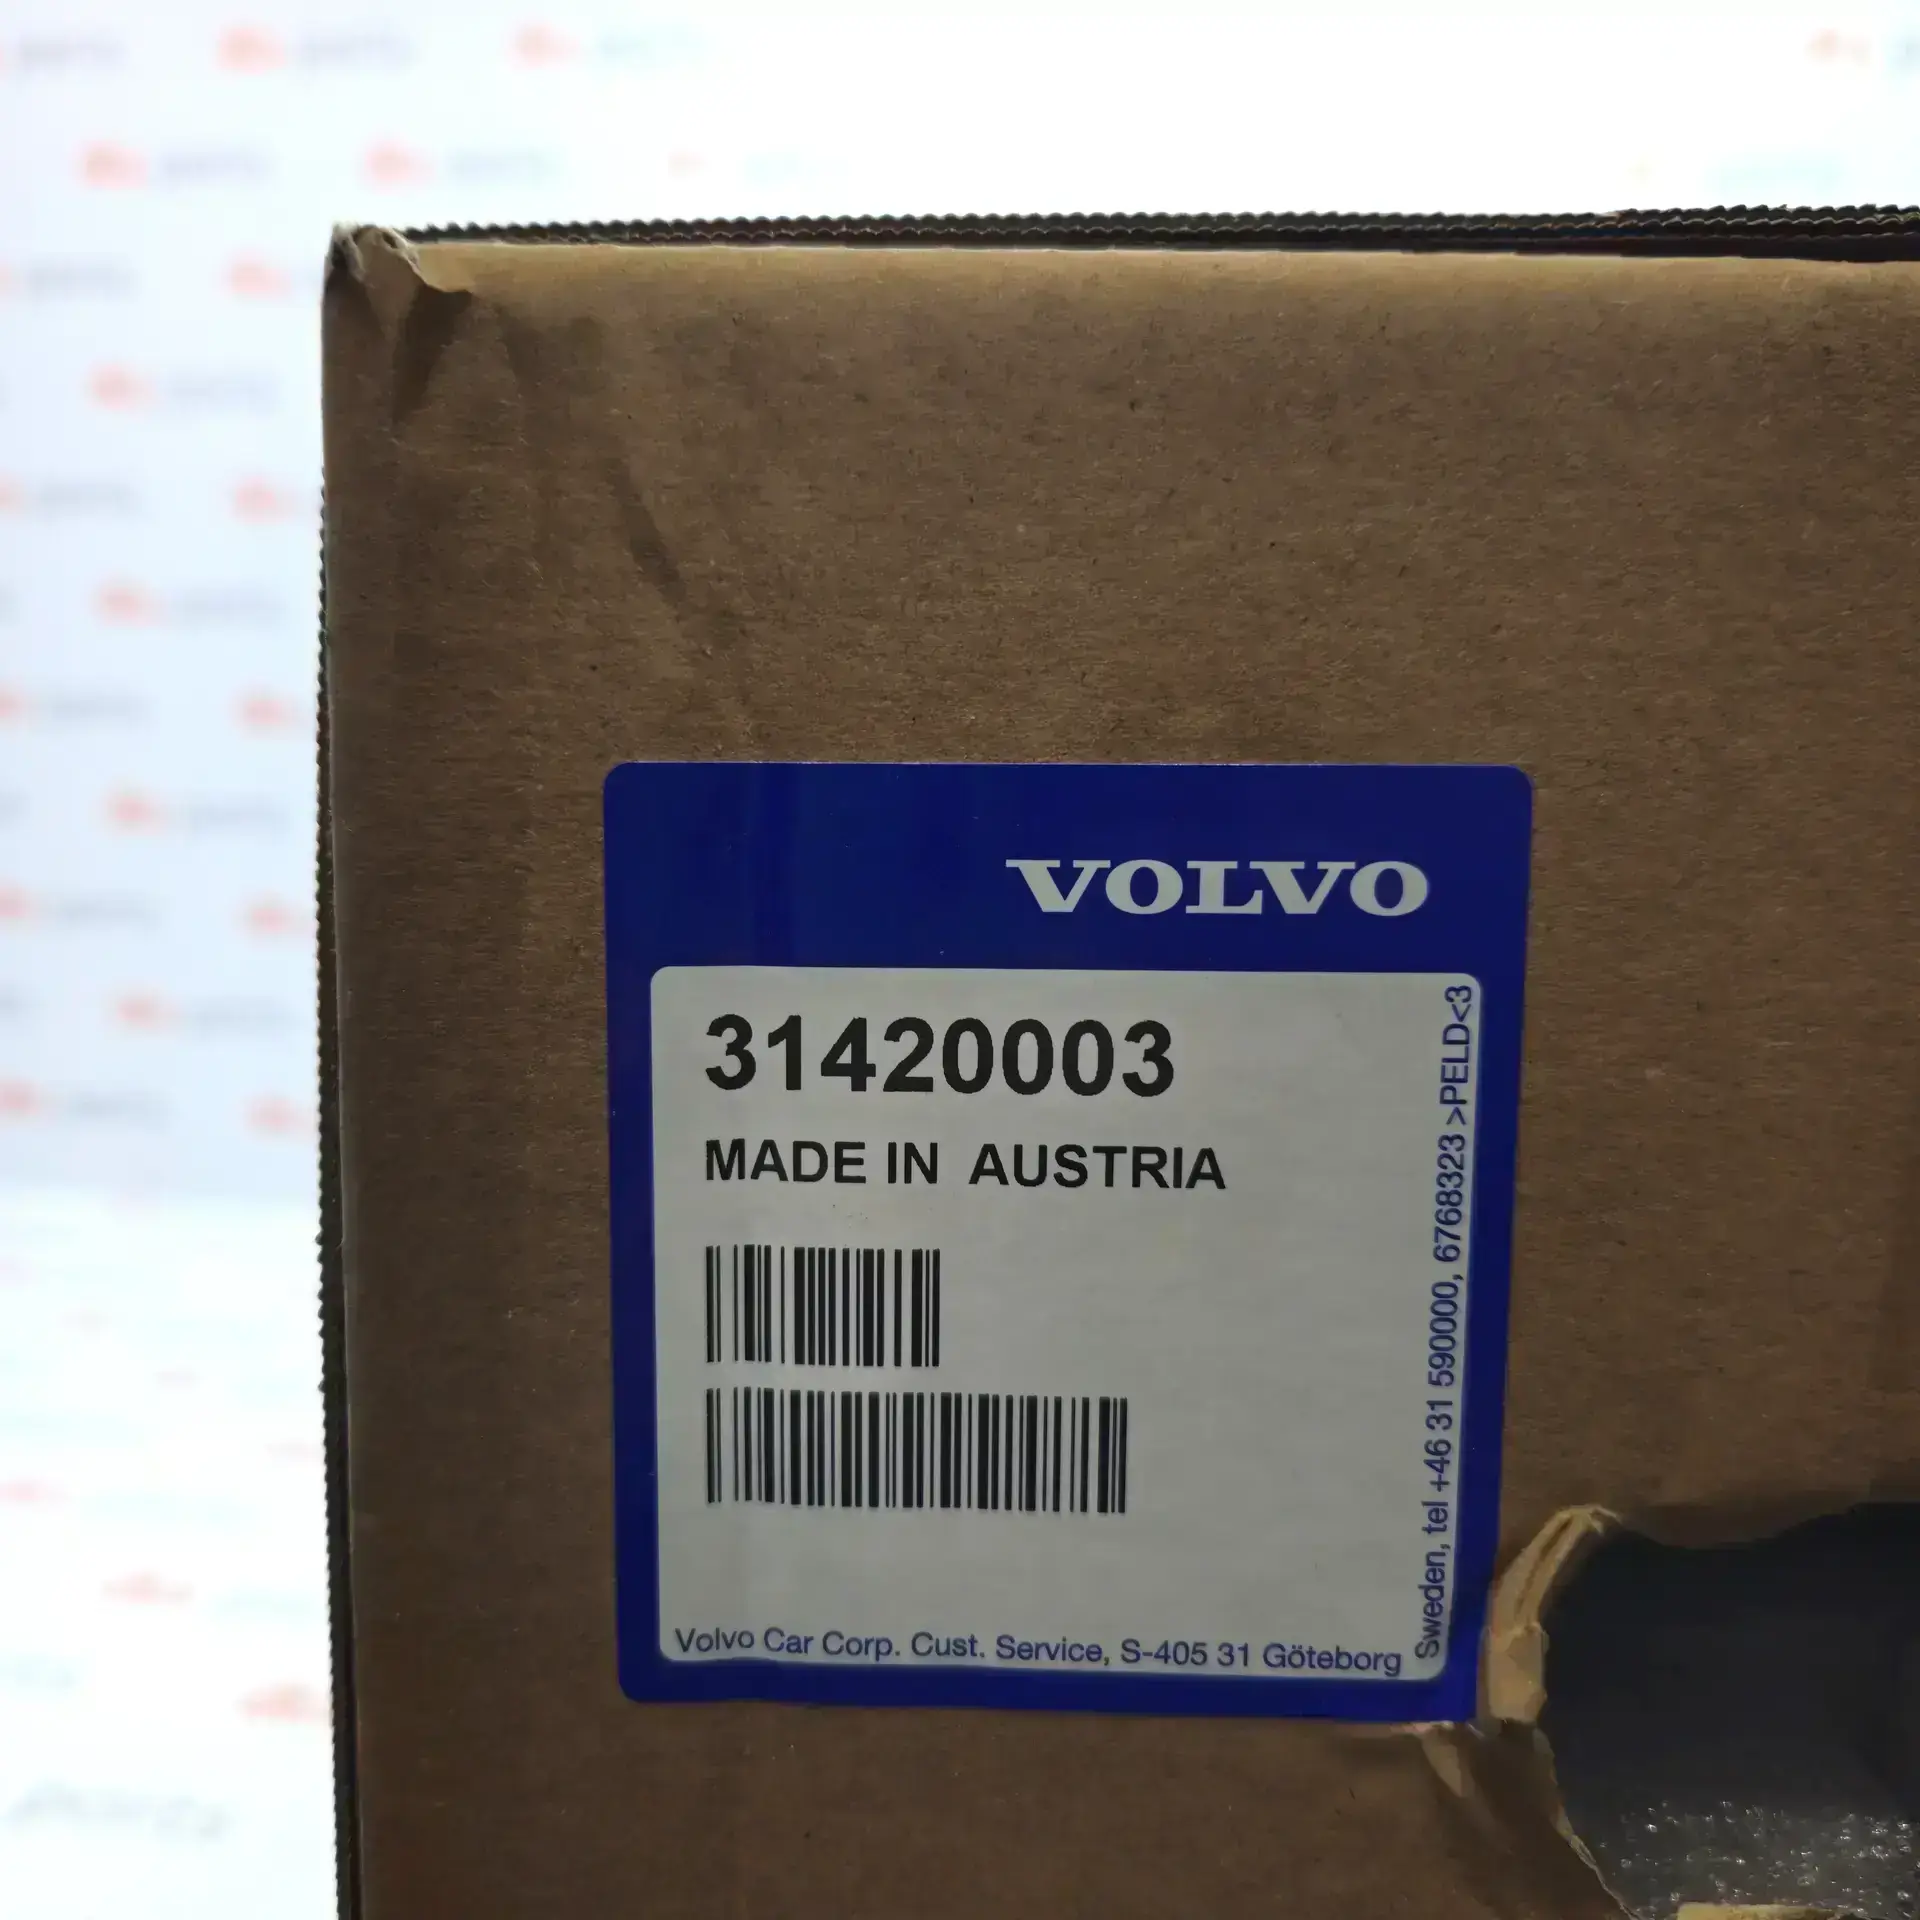 VOLVO
31420003
MADE IN AUSTRIA
Volvo Car Corp. Cust. Service, S-405 31 Göteborg
Sweden, tel +46 31 590000, 6768323 >PELD<3